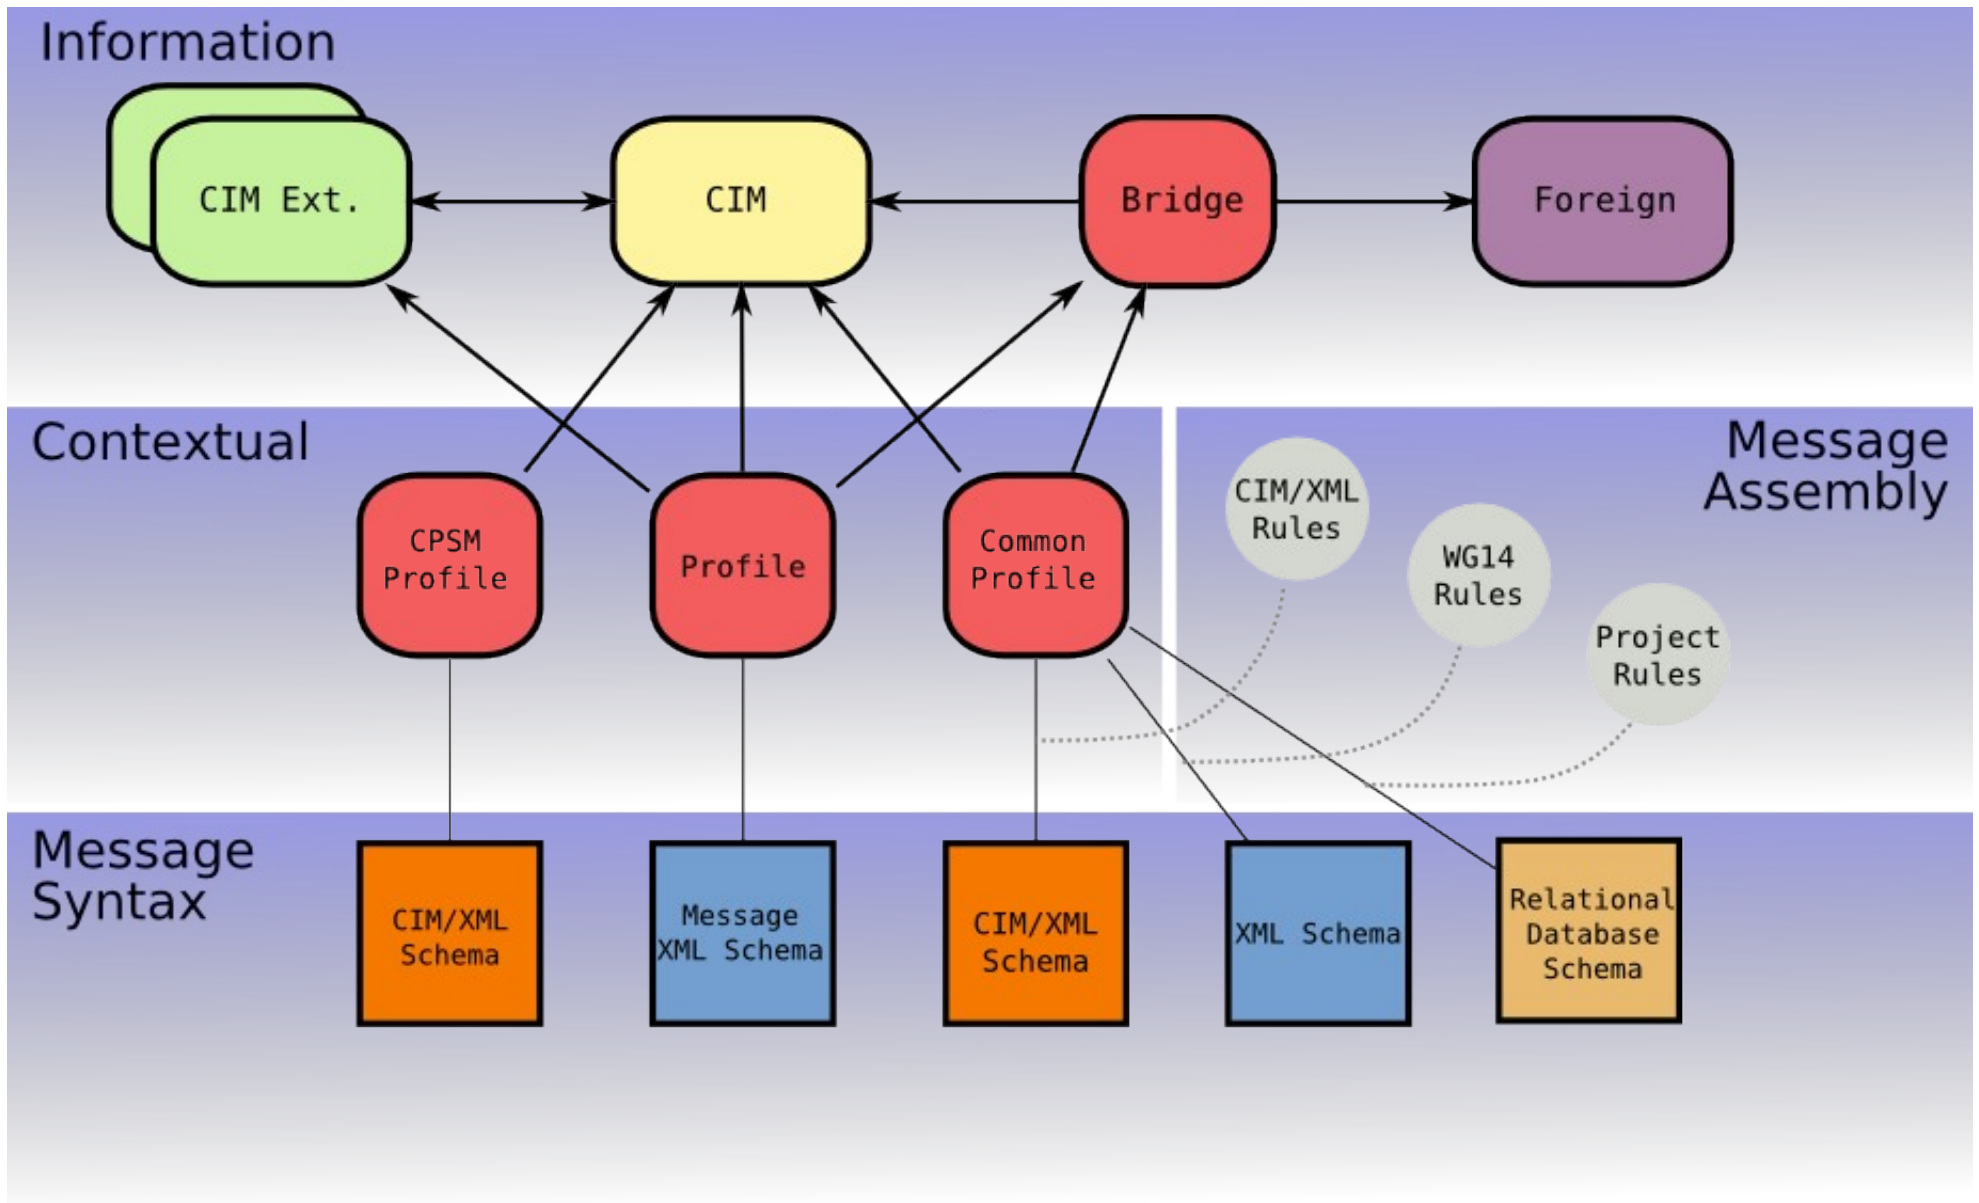 Information
CIM Ext.
CIM
Bridge
Foreign
Contextual
CPSM
Profile
Profile
Common
Profile
Message
Assembly
CIM/XML
Rules
WG14
Rules
Project
Rules
Message
Syntax
CIM/XML
Schema
Message
XML Schema
CIM/XML
Schema
XML Schema
Relational
Database
Schema